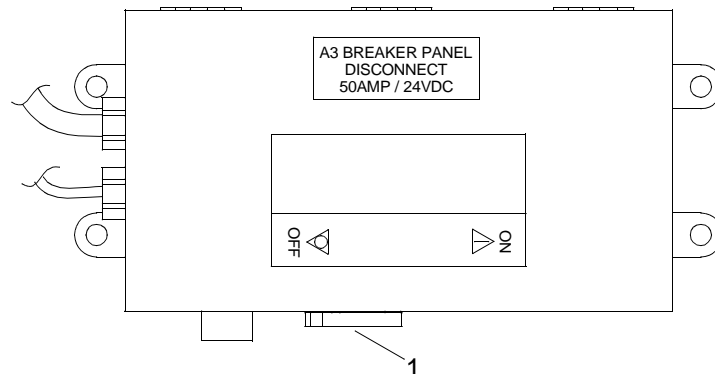 A3 BREAKER PANEL
DISCONNECT
50AMP / 24VDC
OFF
ON
1